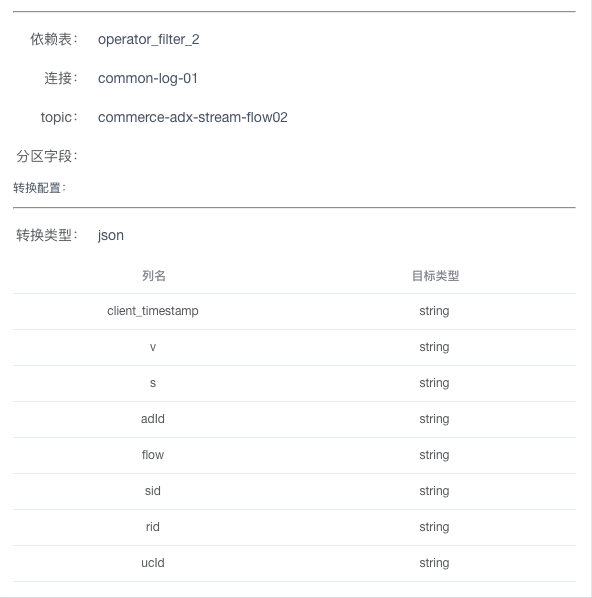 依赖表： operator_filter_2
连接： common-log-01
topic: commerce-adx-stream-flow02
分区字段：
转换配置：
转换类型： json
列名 目标类型
client_timestamp string
v string
s string
adId string
flow string
sid string
rid string
ucId string